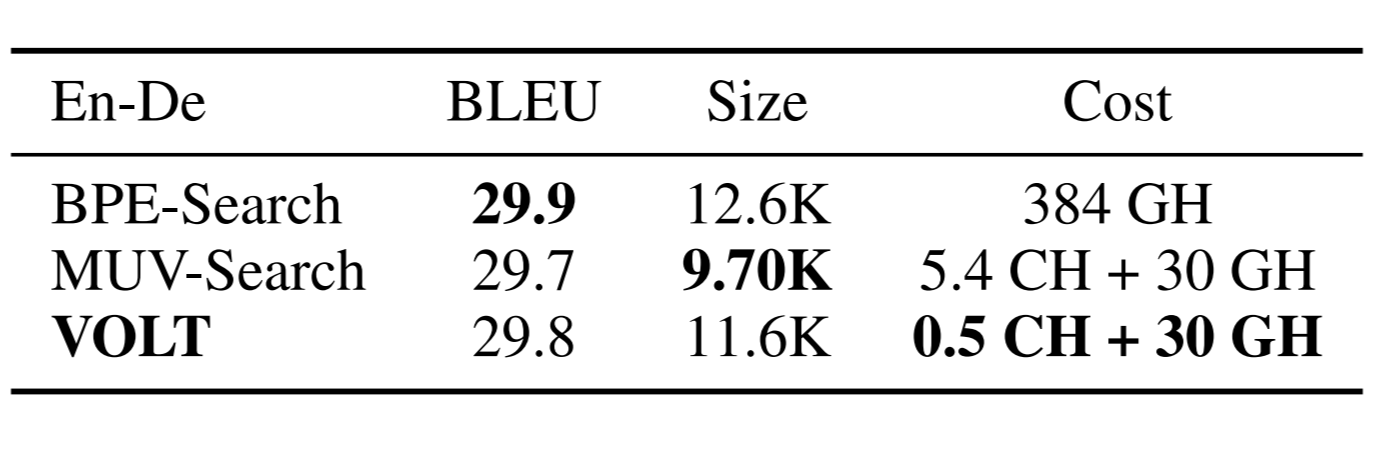 En-De BLEU Size Cost
BPE-Search 29.9 12.6K 384 GH
MUV-Search 29.7 9.70K 5.4 CH + 30 GH
VOLT 29.8 11.6K 0.5 CH + 30 GH